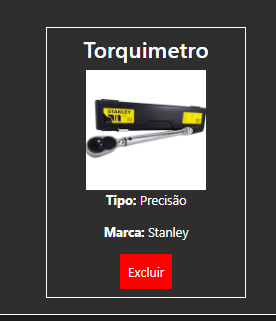 Torquimetro
STANLEY
Tipo: Precisão
Marca: Stanley
Excluir